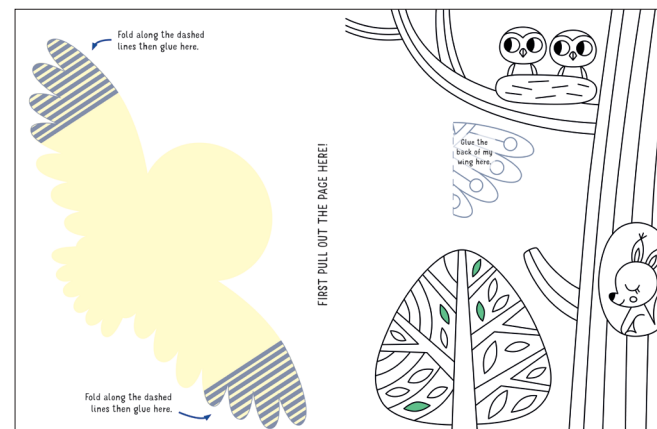 Fold along the dashed
lines then glue here.
FIRST PULL OUT THE PAGE HERE!
Glue the
back of my
wing here.
Fold along the dashed
lines then glue here.